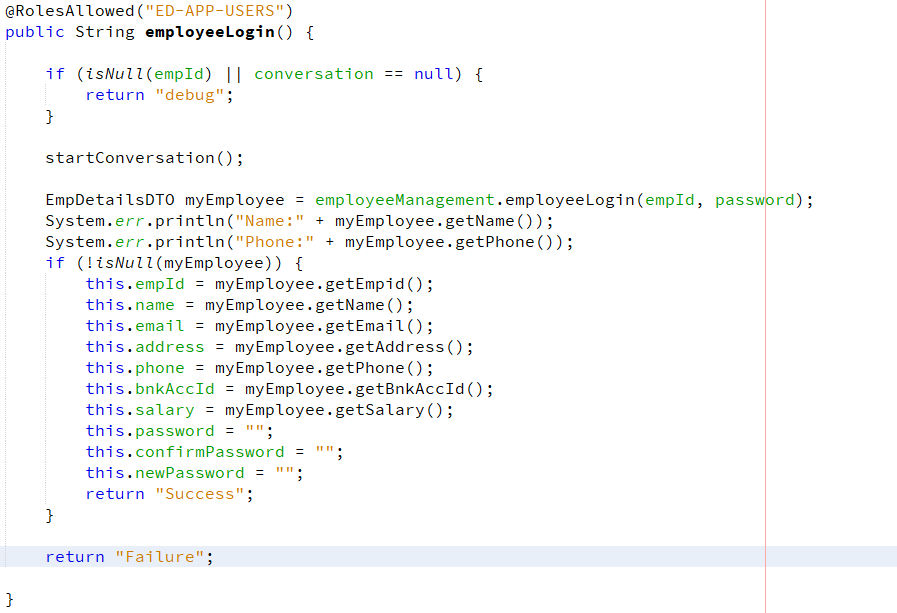 @RolesAllowed("ED-APP-USERS")
public String employeeLogin() {
if (isNull(empId) || conversation == null) {
return "debug";
}
startConversation();
EmpDetailsDTO myEmployee = employeeManagement.employeeLogin(empId, password);
System.err.println("Name:" + myEmployee.getName());
System.err.println("Phone:" + myEmployee.getPhone());
if (!isNull(myEmployee)) {
this.empId = myEmployee.getEmpid();
this.name = myEmployee.getName();
this.email = myEmployee.getEmail();
this.address = myEmployee.getAddress();
this.phone = myEmployee.getPhone();
this.bnkAccId = myEmployee.getBnkAccId();
this.salary = myEmployee.getSalary();
this.password = "";
this.confirmPassword = "";
this.newPassword = "";
return "Success";
}
return "Failure";
}